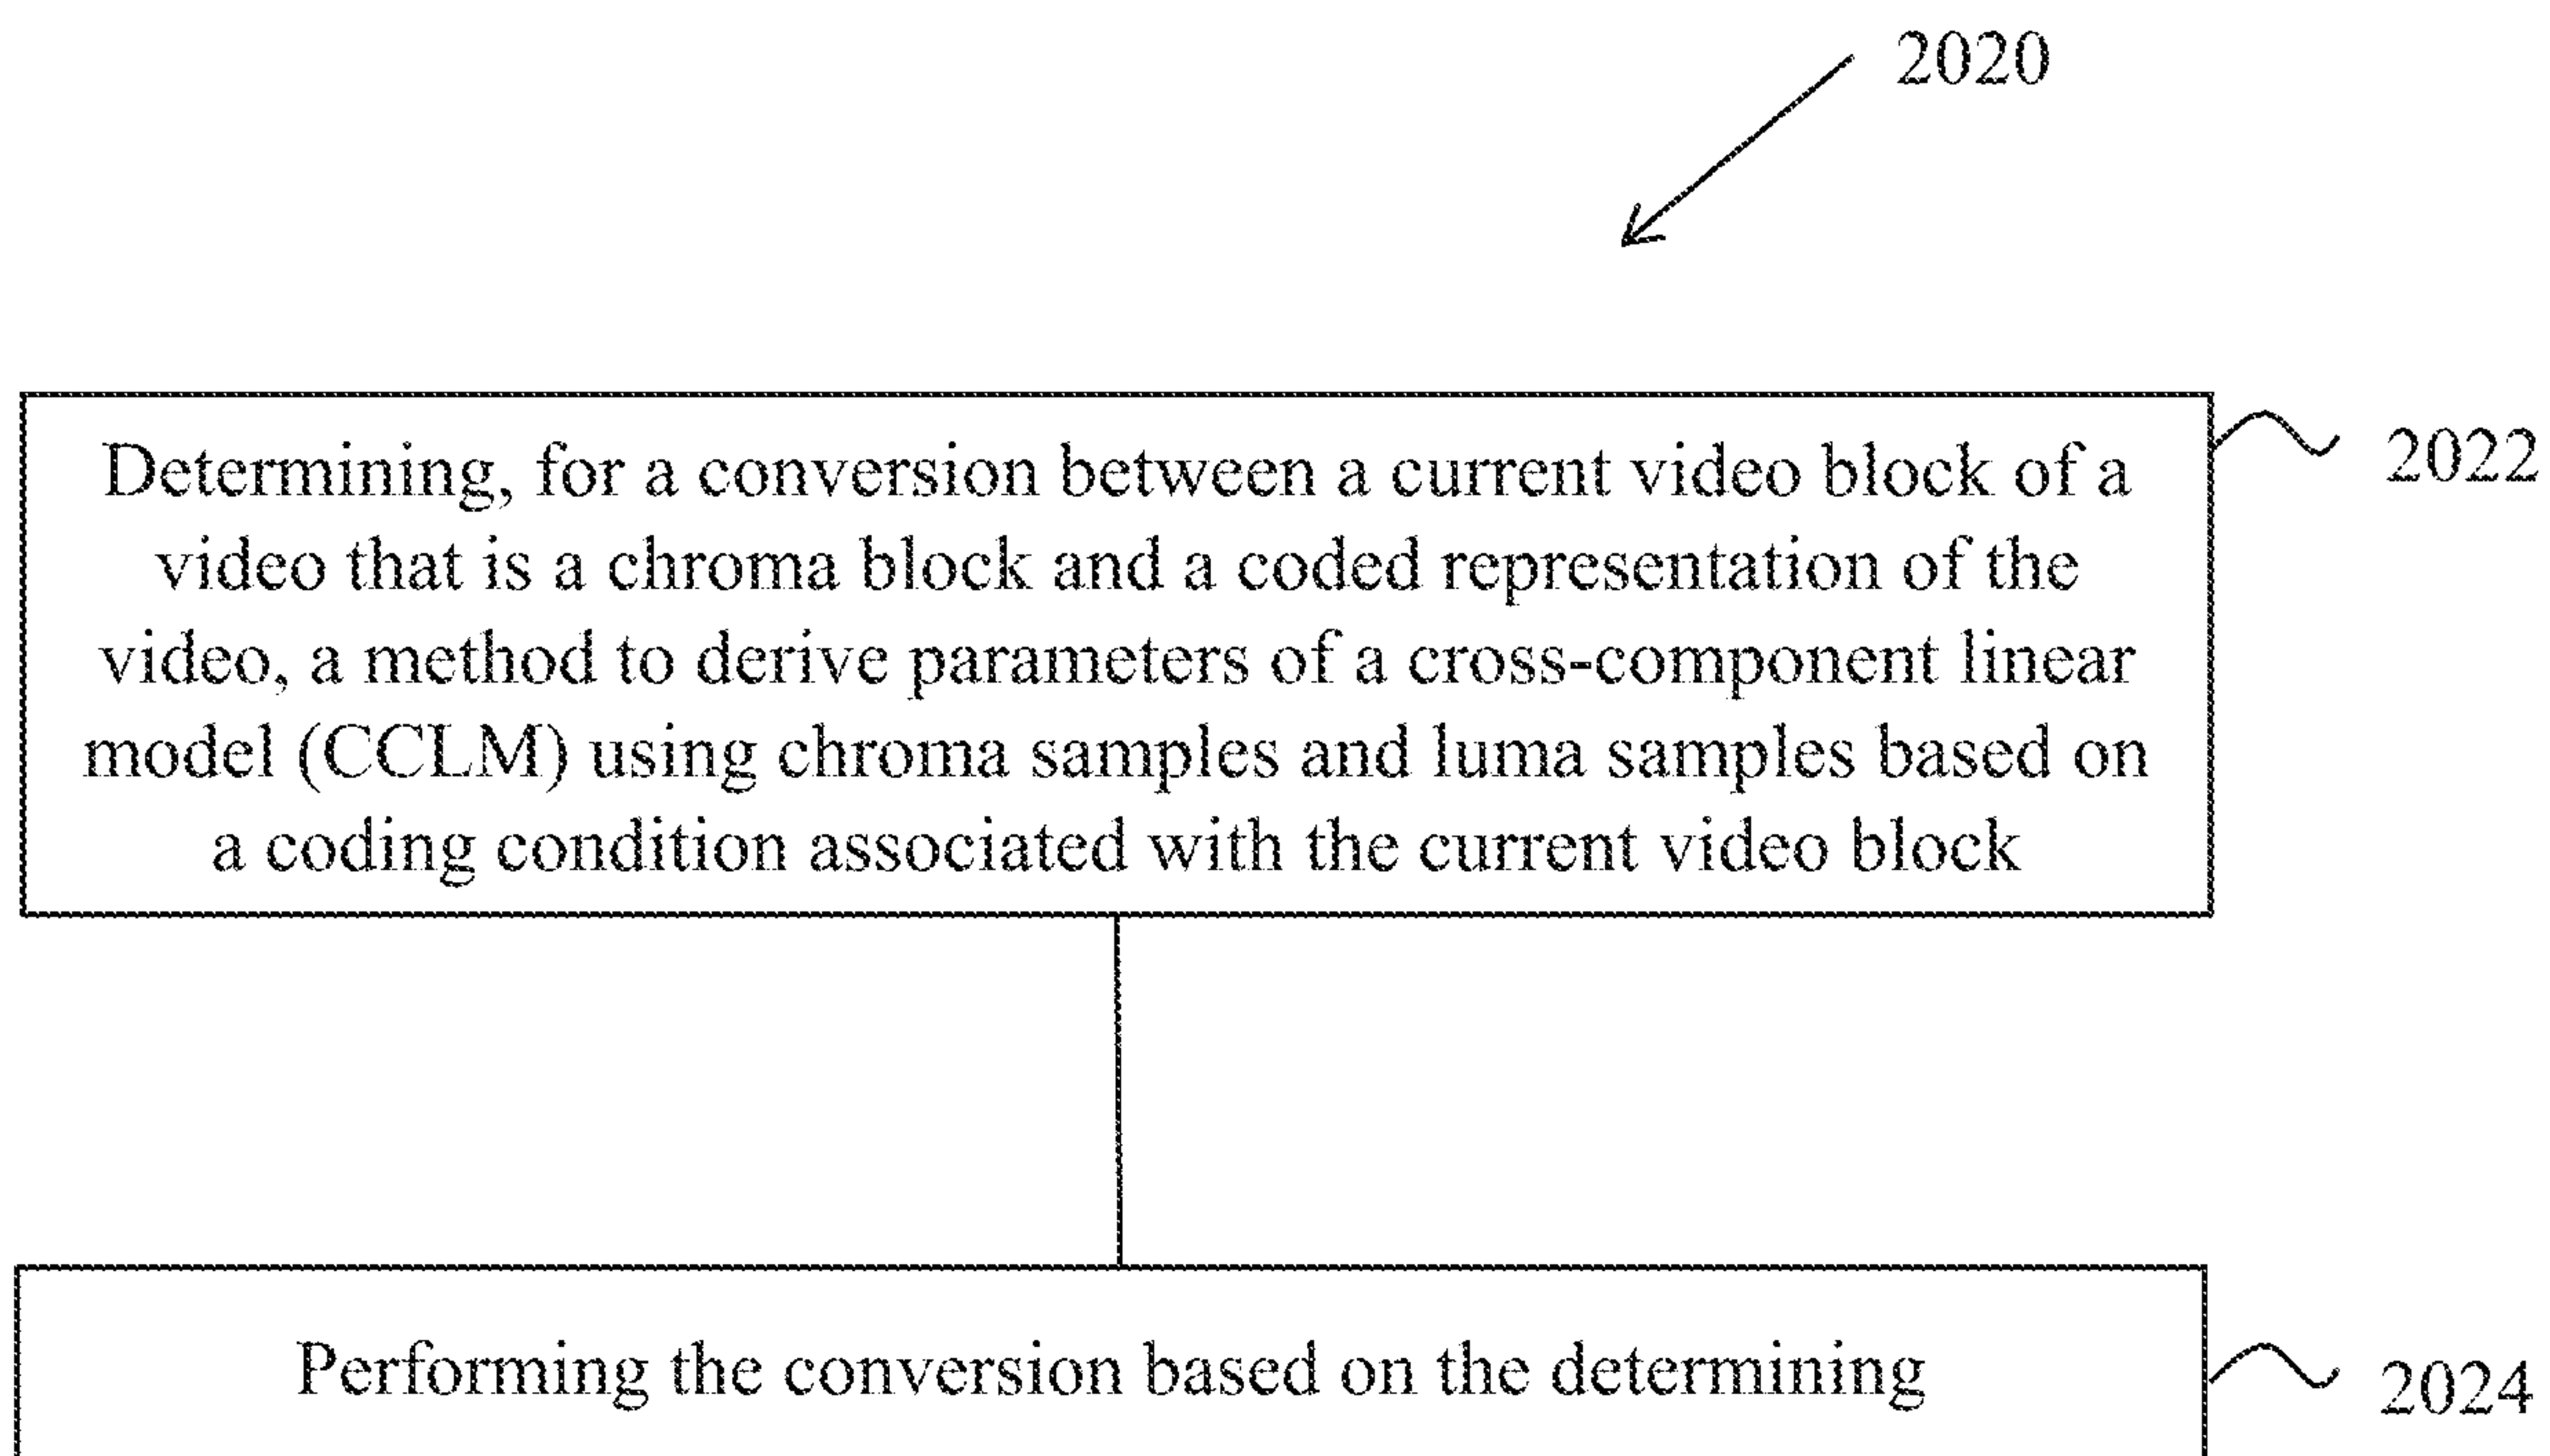 2020
Determining, for a conversion between a current video block of a
2022
video that is a chroma block and a coded representation of the
video, a method to derive parameters of a cross-component linear
model (CCLM) using chroma samples and luma samples based on
a coding condition associated with the current video block
Performing the conversion based on the determining
2024